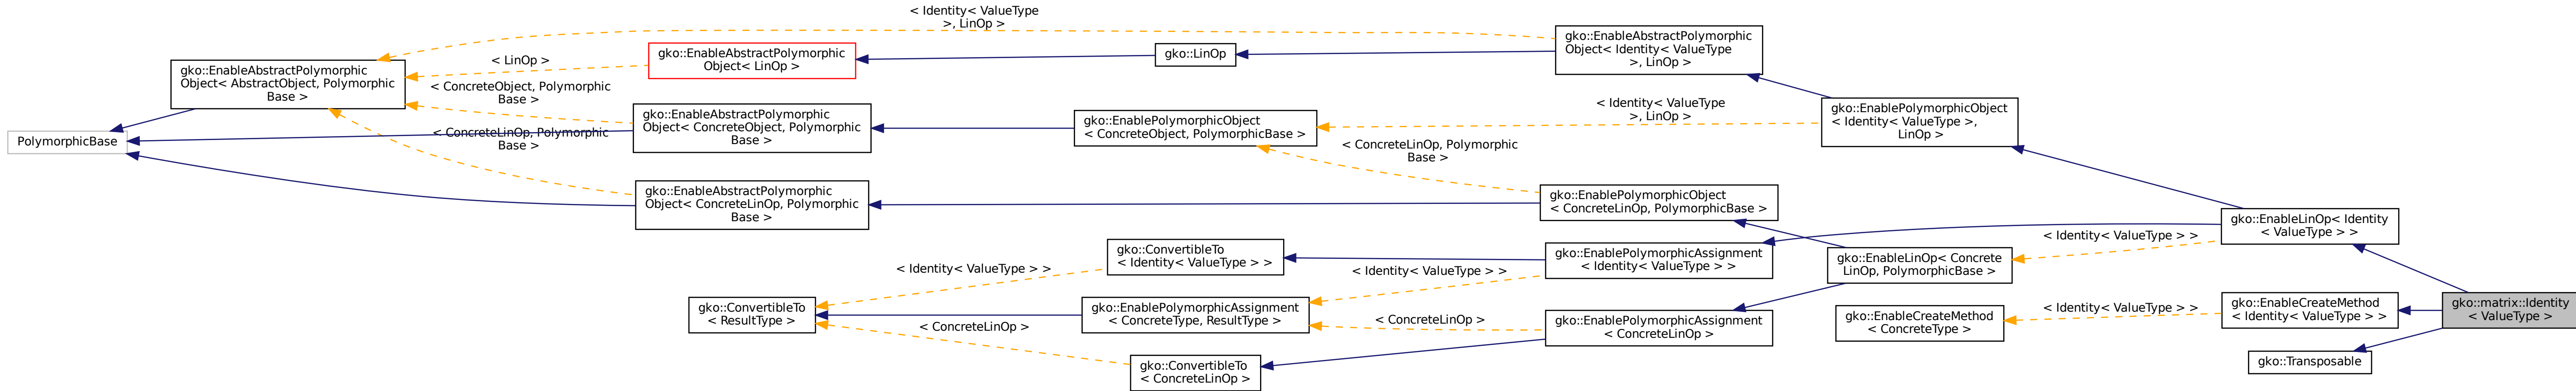 < Identity< ValueType
>, LinOp >
gko::EnableAbstractPolymorphic
Object< Identity< ValueType
>, LinOp >
gko::EnableAbstractPolymorphic
Object< LinOp >
gko::LinOp
< LinOp >
gko::EnableAbstractPolymorphic
Object< AbstractObject, Polymorphic
Base >
< ConcreteObject, Polymorphic
Base >
gko::EnableAbstractPolymorphic
Object< ConcreteObject, Polymorphic
Base >
gko::EnablePolymorphicObject
< ConcreteObject, PolymorphicBase >
< Identity< ValueType
>, LinOp >
gko::EnablePolymorphicObject
< Identity< ValueType >,
LinOp >
PolymorphicBase
< ConcreteLinOp, Polymorphic
Base >
< ConcreteLinOp, Polymorphic
Base >
gko::EnableAbstractPolymorphic
Object< ConcreteLinOp, Polymorphic
Base >
gko::EnablePolymorphicObject
< ConcreteLinOp, PolymorphicBase >
gko::EnableLinOp< Identity
< ValueType > >
gko::ConvertibleTo
< Identity< ValueType > >
gko::EnablePolymorphicAssignment
< Identity< ValueType > >
gko::EnableLinOp< Concrete
LinOp, PolymorphicBase >
< Identity< ValueType > >
< Identity< ValueType > >
< Identity< ValueType > >
gko::ConvertibleTo
< ResultType >
gko::EnablePolymorphicAssignment
< ConcreteType, ResultType >
< ConcreteLinOp >
< ConcreteLinOp >
gko::EnablePolymorphicAssignment
< ConcreteLinOp >
gko::EnableCreateMethod
< ConcreteType >
< Identity< ValueType > >
gko::EnableCreateMethod
< Identity< ValueType > >
gko::matrix::Identity
< ValueType >
gko::ConvertibleTo
< ConcreteLinOp >
gko::Transposable